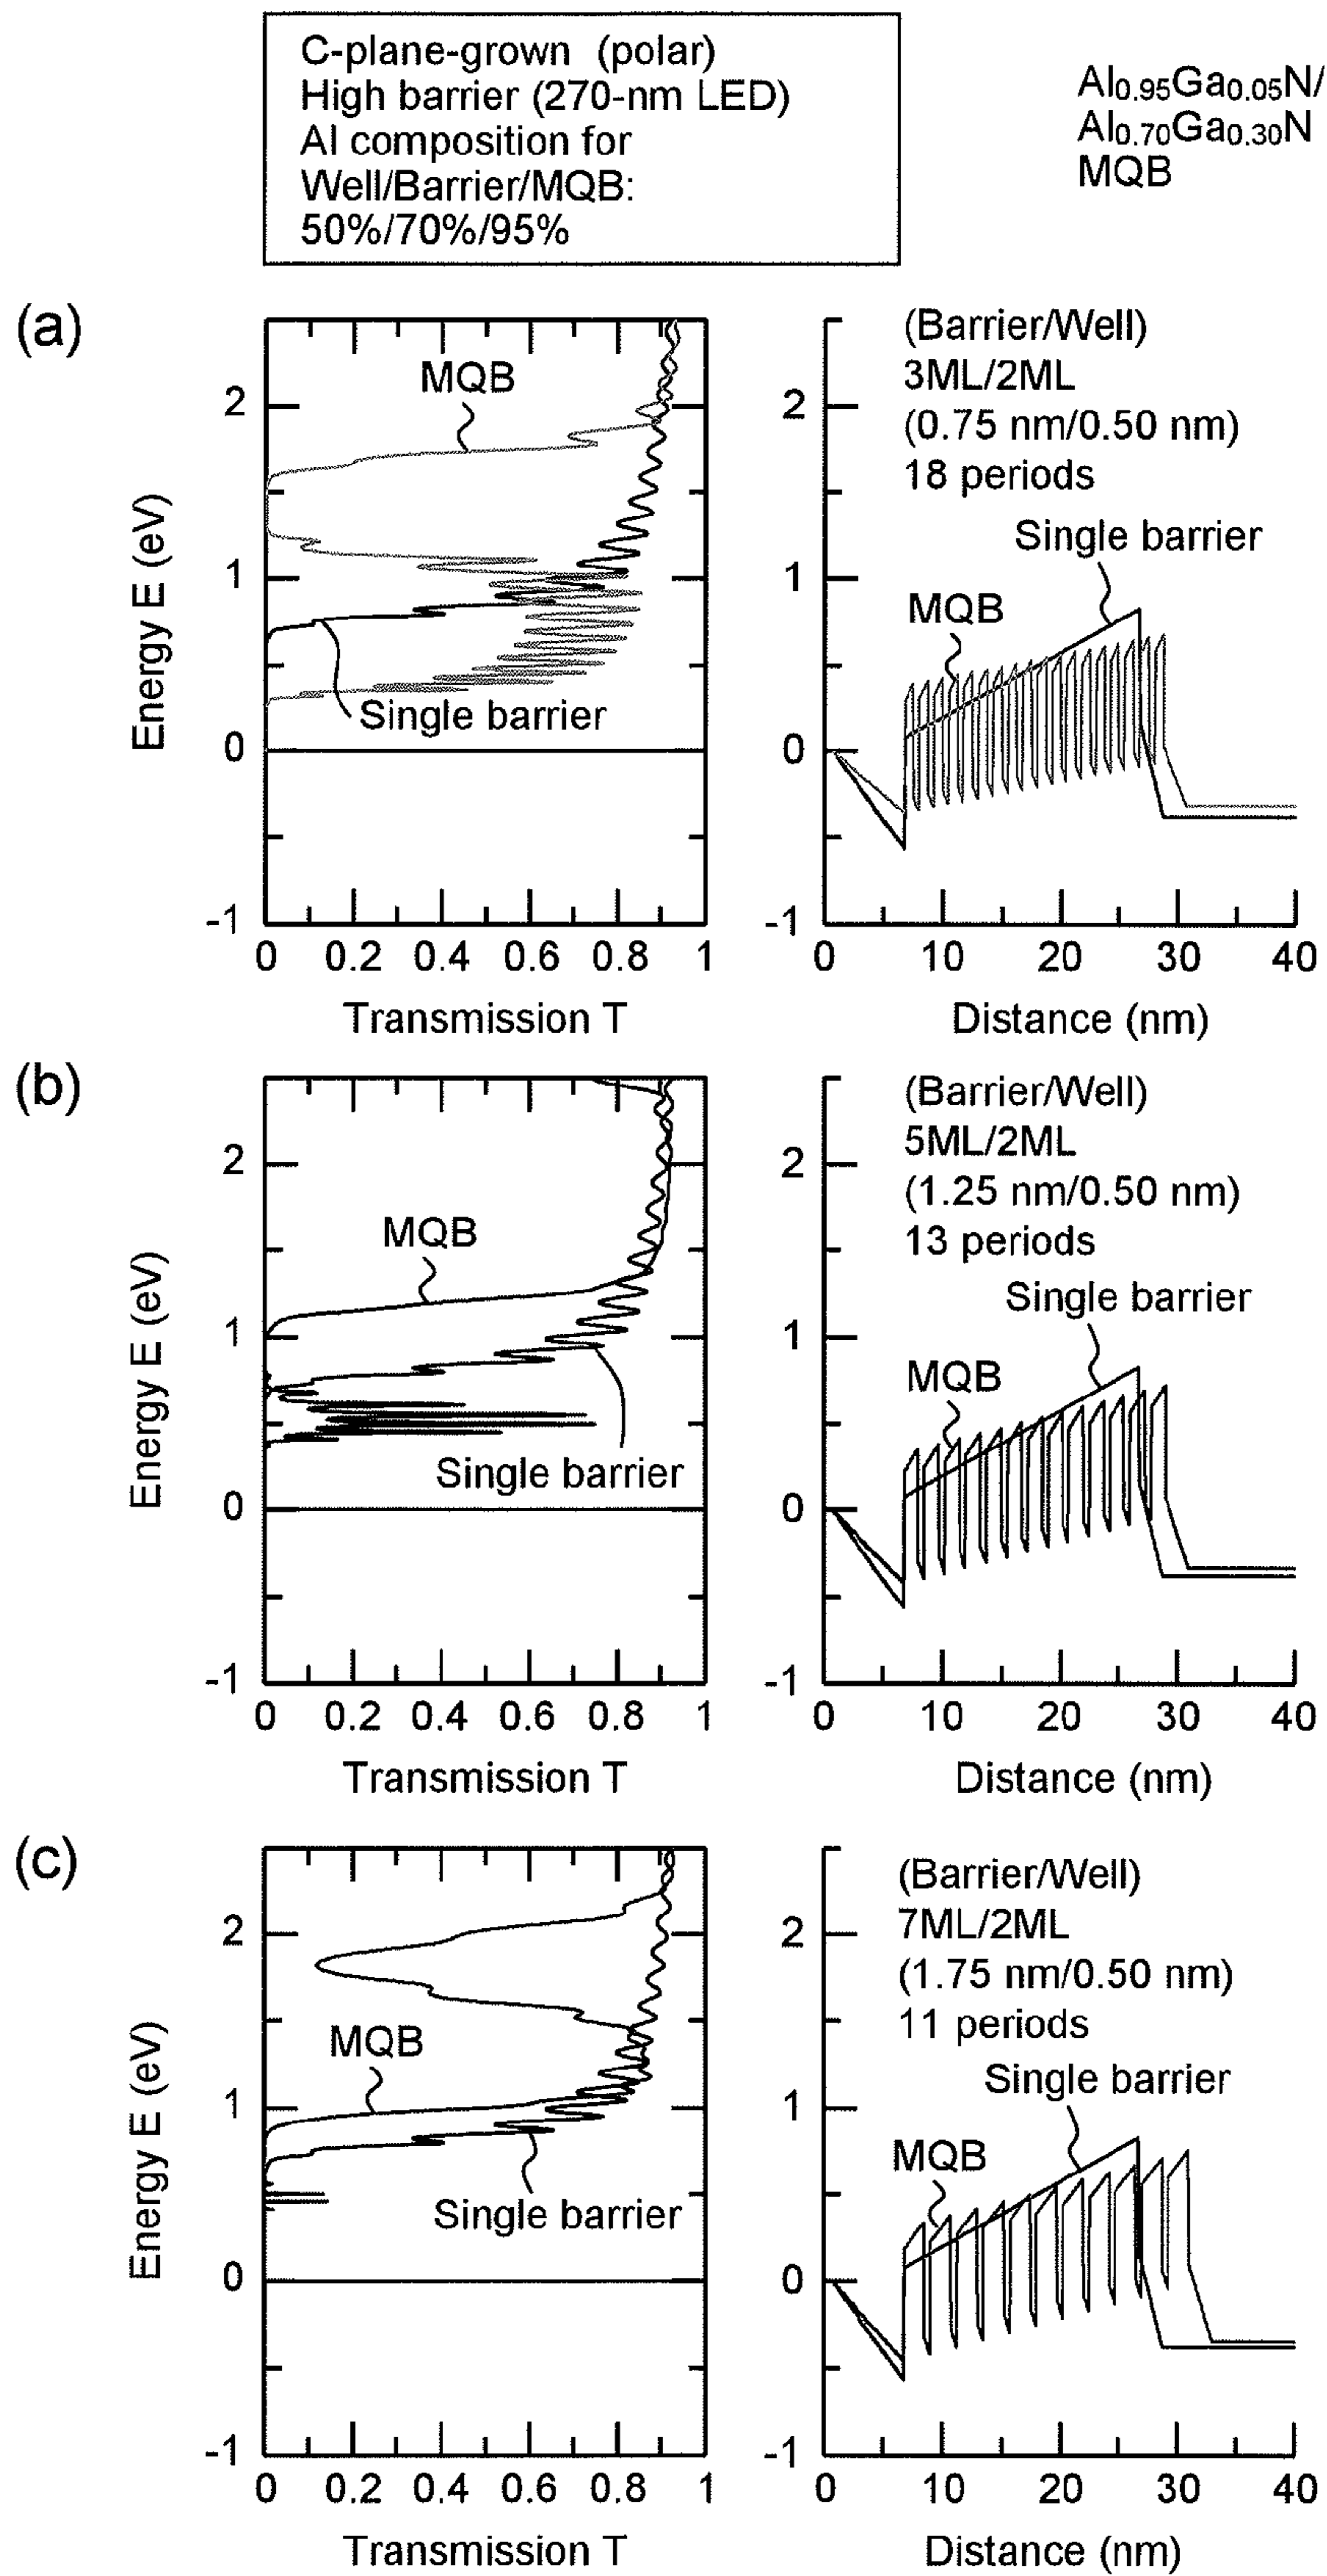 C-plane-grown (polar)
High barrier (270-nm LED)
Al composition for
Well/Barrier/MQB:
50%/70%/95%
Al0.95Ga0.05N/
Al0.70Ga0.30N
MQB
(a)
MQB
Single barrier
Energy E (eV)
2
1
0
-1
0 0.2 0.4 0.6 0.8 1
Transmission T
(Barrier/Well)
3ML/2ML
(0.75 nm/0.50 nm)
18 periods
Single barrier
MQB
2
1
0
-1
0 10 20 30 40
Distance (nm)
(b)
MQB
Single barrier
Energy E (eV)
2
1
0
-1
0 0.2 0.4 0.6 0.8 1
Transmission T
(Barrier/Well)
5ML/2ML
(1.25 nm/0.50 nm)
13 periods
Single barrier
MQB
2
1
0
-1
0 10 20 30 40
Distance (nm)
(c)
MQB
Single barrier
Energy E (eV)
2
1
0
-1
0 0.2 0.4 0.6 0.8 1
Transmission T
(Barrier/Well)
7ML/2ML
(1.75 nm/0.50 nm)
11 periods
Single barrier
MQB
2
1
0
-1
0 10 20 30 40
Distance (nm)